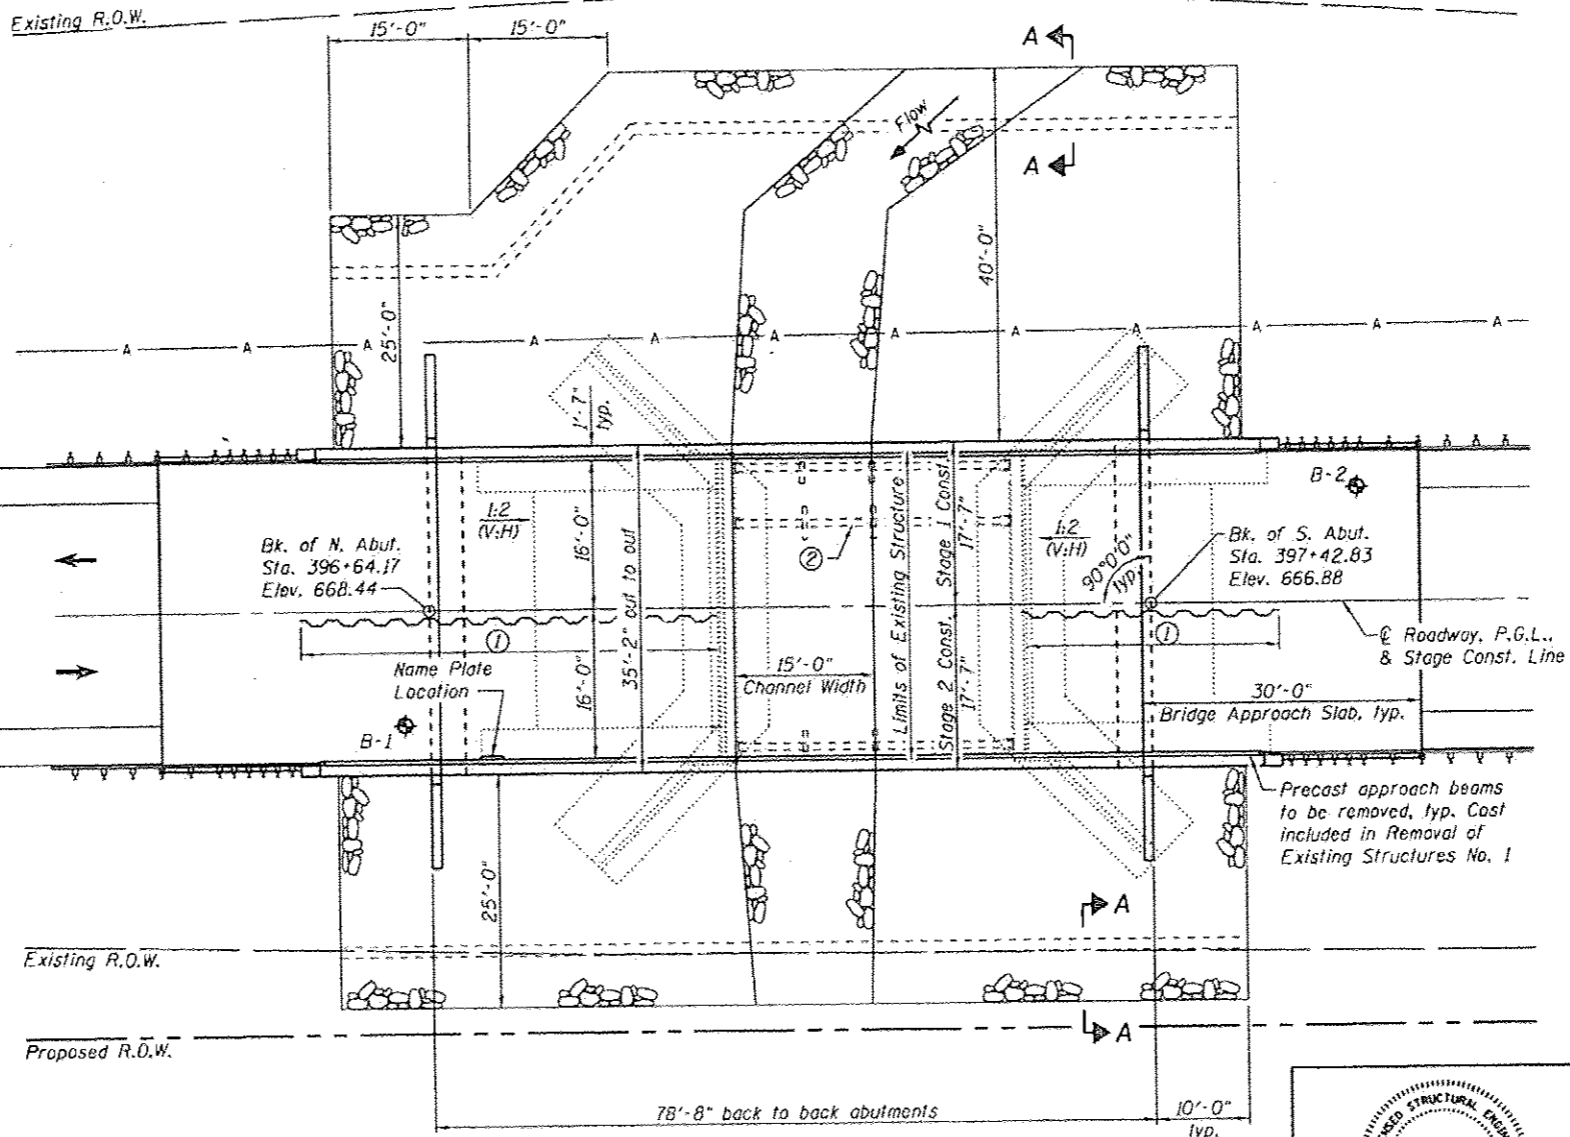 Existing R.O.W.
15'-0"
15'-0"
A
Flow
A
40'-0"
25'-0"
A A A A A A A A A A A A
1'-7"
typ.
B-2
1:2
(V:H)
16'-0"
35'-2" out to out
②
Limits of Existing Structure
Stage 1 Const.
17'-7"
1:2
(V:H)
90°0'0"
typ.
Bk. of N. Abut.
Sta. 396+64.17
Elev. 668.44
Bk. of S. Abut.
Sta. 397+42.83
Elev. 666.88
①
①
℄ Roadway, P.G.L.,
& Stage Const. Line
Name Plate
Location
16'-0"
15'-0"
Channel Width
Stage 2 Const.
17'-7"
30'-0"
Bridge Approach Slab, typ.
B-1
Precast approach beams
to be removed, typ. Cost
included in Removal of
Existing Structures No. 1
25'-0"
A
Existing R.O.W.
A
Proposed R.O.W.
78'-8" back to back abutments
10'-0"
typ.
STRUCTURAL